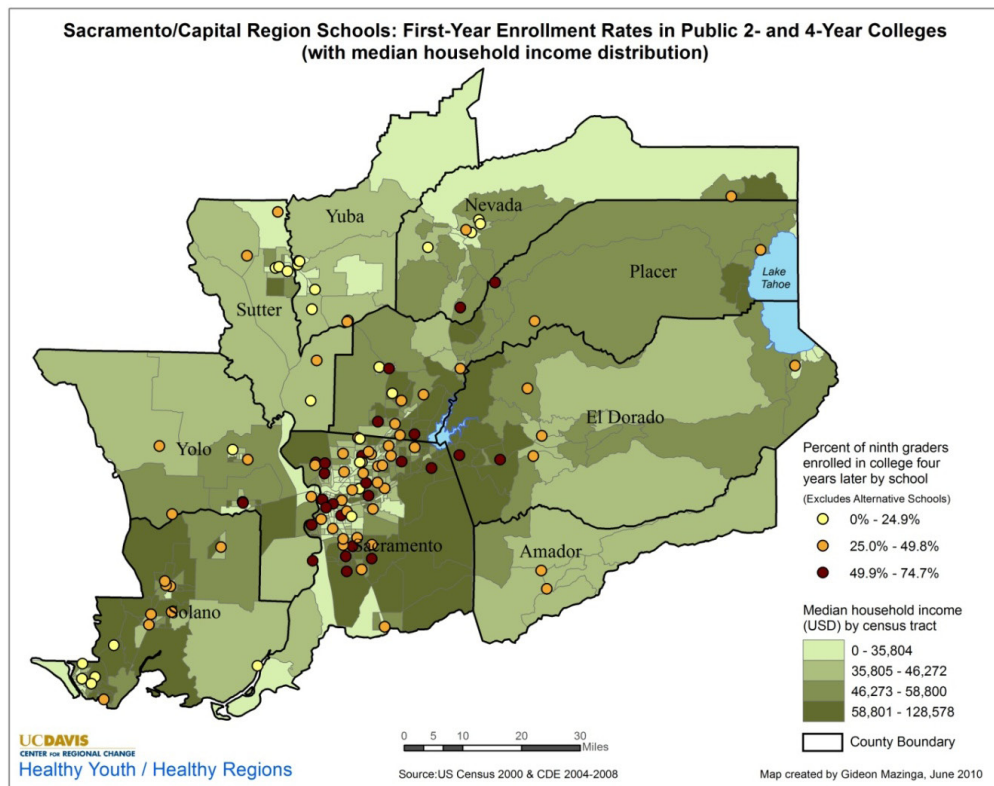 Sacramento/Capital Region Schools: First-Year Enrollment Rates in Public 2- and 4-Year Colleges
(with median household income distribution)
Yuba
Nevada
Placer
Lake
Tahoe
Sutter
El Dorado
Yolo
Sacramento
Amador
Solano
Percent of ninth graders
enrolled in college four
years later by school
(Excludes Alternative Schools)
0% - 24.9%
25.0% - 49.8%
49.9% - 74.7%
Median household income
(USD) by census tract
0 - 35,804
35,805 - 46,272
46,273 - 58,800
58,801 - 128,578
County Boundary
UCDAVIS
CENTER FOR REGIONAL CHANGE
Healthy Youth / Healthy Regions
0 5 10 20 30
Miles
Source:US Census 2000 & CDE 2004-2008
Map created by Gideon Mazinga, June 2010